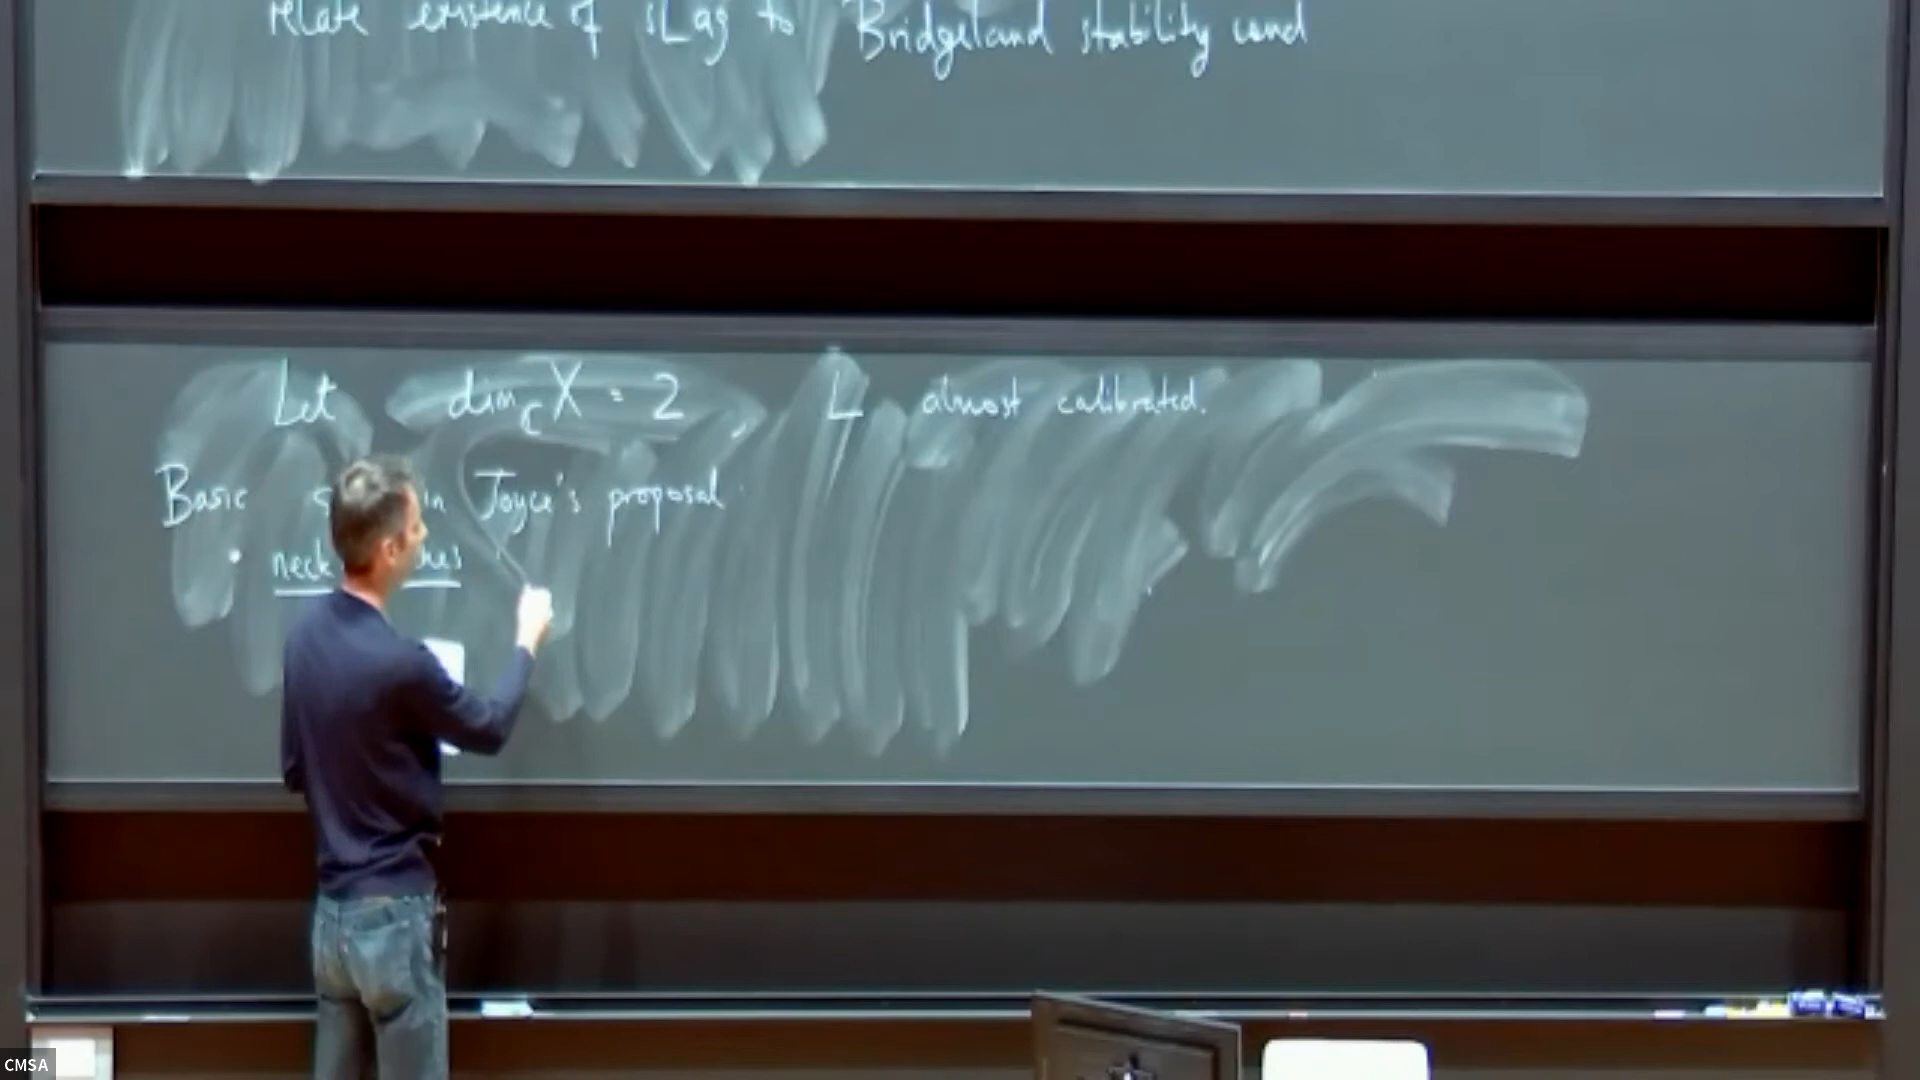 relate existence of sLag to Bridgeland stability cond
Let dim_C X = 2 L almost calibrated.
Basic in Joyce's proposal
• neck
CMSA